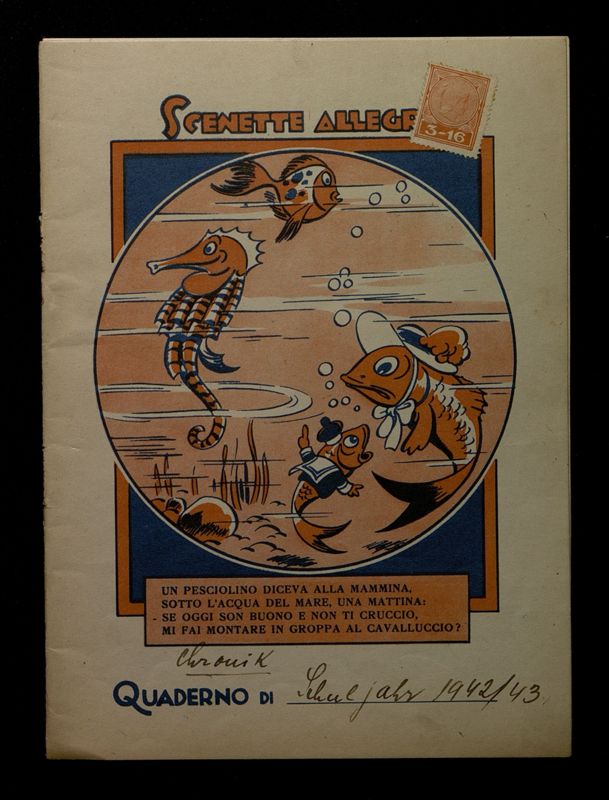 SCENETTE ALLEGR
3-16
UN PESCIOLINO DICEVA ALLA MAMMINA,
SOTTO L'ACQUA DEL MARE, UNA MATTINA:
- SE OGGI SON BUONO E NON TI CRUCCIO,
MI FAI MONTARE IN GROPPA AL CAVALLUCCIO?
Chronik
QUADERNO DI Schuljahr 1942/43